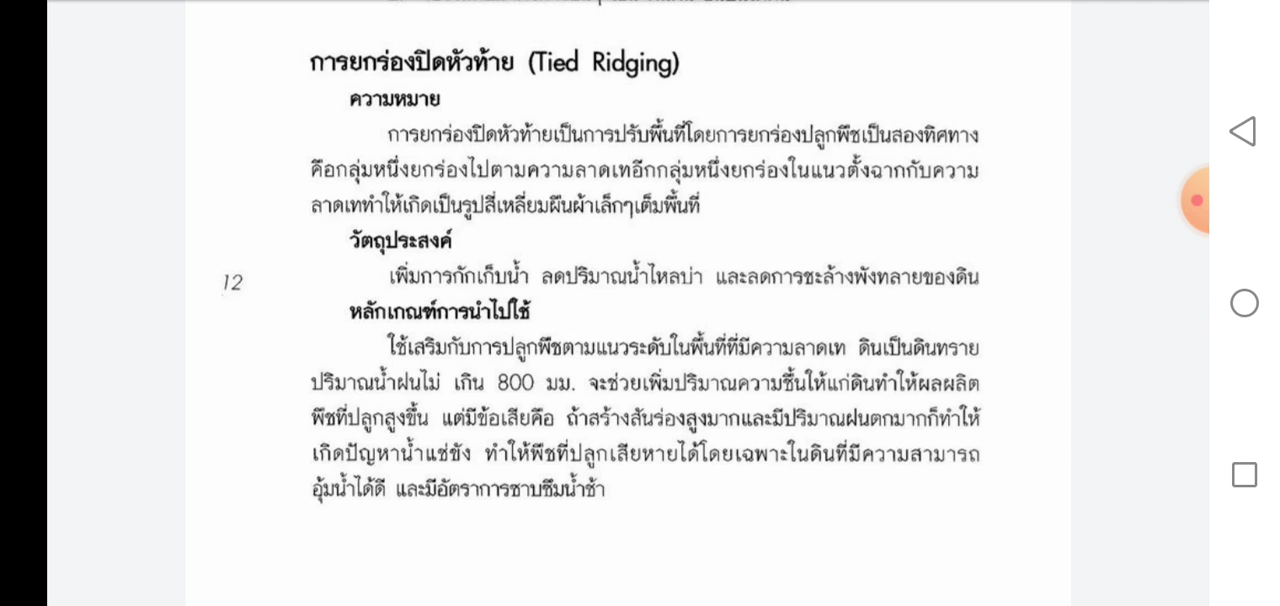 การยกร่องปิดหัวท้าย (Tied Ridging)
ความหมาย
การยกร่องปิดหัวท้ายเป็นการปรับพื้นที่โดยการยกร่องปลูกพืชเป็นสองทิศทาง
คือกลุ่มหนึ่งยกร่องไปตามความลาดเทอีกกลุ่มหนึ่งยกร่องในแนวตั้งฉากกับความ
ลาดเททำให้เกิดเป็นรูปสี่เหลี่ยมผืนผ้าเล็กๆเต็มพื้นที่
วัตถุประสงค์
12
เพิ่มการกักเก็บน้ำ ลดปริมาณน้ำไหลบ่า และลดการชะล้างพังทลายของดิน
หลักเกณฑ์การนำไปใช้
ใช้เสริมกับการปลูกพืชตามแนวระดับในพื้นที่ที่มีความลาดเท ดินเป็นดินทราย
ปริมาณน้ำฝนไม่ เกิน 800 มม. จะช่วยเพิ่มปริมาณความชื้นให้แก่ดินทำให้ผลผลิต
พืชที่ปลูกสูงขึ้น แต่มีข้อเสียคือ ถ้าสร้างสันร่องสูงมากและมีปริมาณฝนตกมากก็ทำให้
เกิดปัญหาน้ำแช่ขัง ทำให้พืชที่ปลูกเสียหายได้โดยเฉพาะในดินที่มีความสามารถ
อุ้มน้ำได้ดี และมีอัตราการซาบซึมน้ำช้า